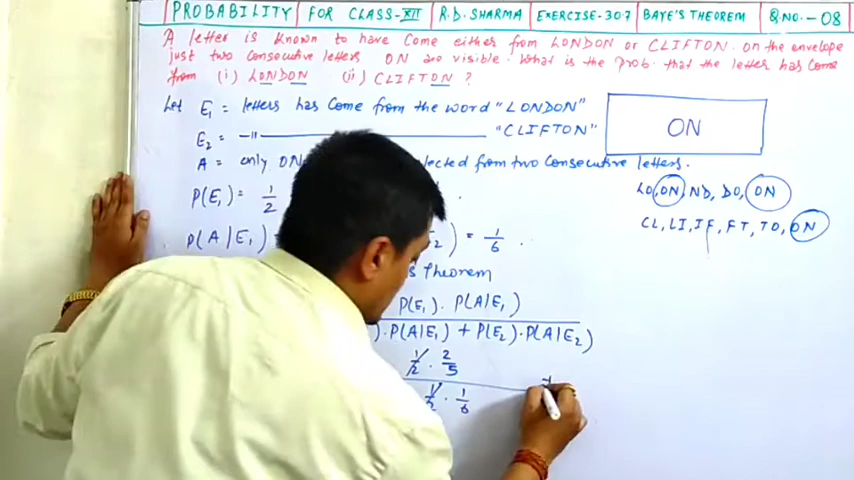 PROBABILITY FOR CLASS-XII R.D. SHARMA EXERCISE-30.7 BAYE'S THEOREM Q.NO.-08
A letter is known to have come either from LONDON or CLIFTON. on the envelope
just two consecutive letters ON are visible. What is the prob. that the letter has come
from (i) LONDON (ii) CLIFTON ?
Let E₁ = letters has come from the word "LONDON"
E₂ = -"- "CLIFTON"
ON
A = only ON lected from two consecutive letters.
LO, ON, ND, DO, ON
P(E₁) = 1/2
CL, LI, IF, FT, TO, ON
P(A|E₁) = E₂) = 1/6 .
s Theorem
P(E₁) . P(A|E₁)
) . P(A|E₁) + P(E₂) . P(A|E₂)
1/2 . 2/5
1/2 . 1/6